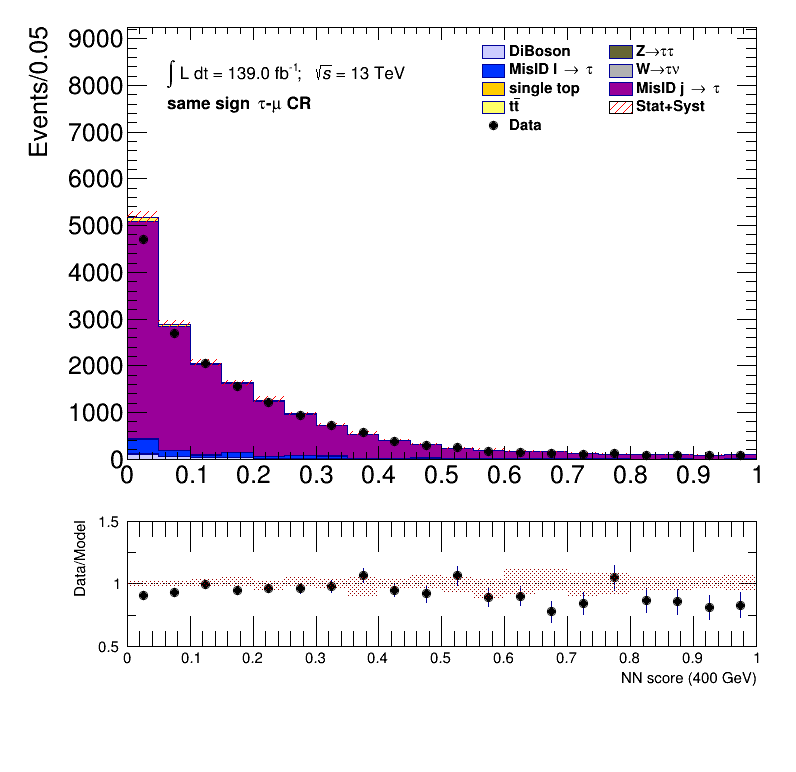 Events/0.05
9000
8000
7000
6000
5000
4000
3000
2000
1000
0
∫ L dt = 139.0 fb⁻¹; √s = 13 TeV
same sign τ-μ CR
DiBoson
MisID l → τ
single top
tt̄
Data
Z→ττ
W→τν
MisID j → τ
Stat+Syst
0 0.1 0.2 0.3 0.4 0.5 0.6 0.7 0.8 0.9 1
Data/Model
1.5
1
0.5
0 0.1 0.2 0.3 0.4 0.5 0.6 0.7 0.8 0.9 1
NN score (400 GeV)